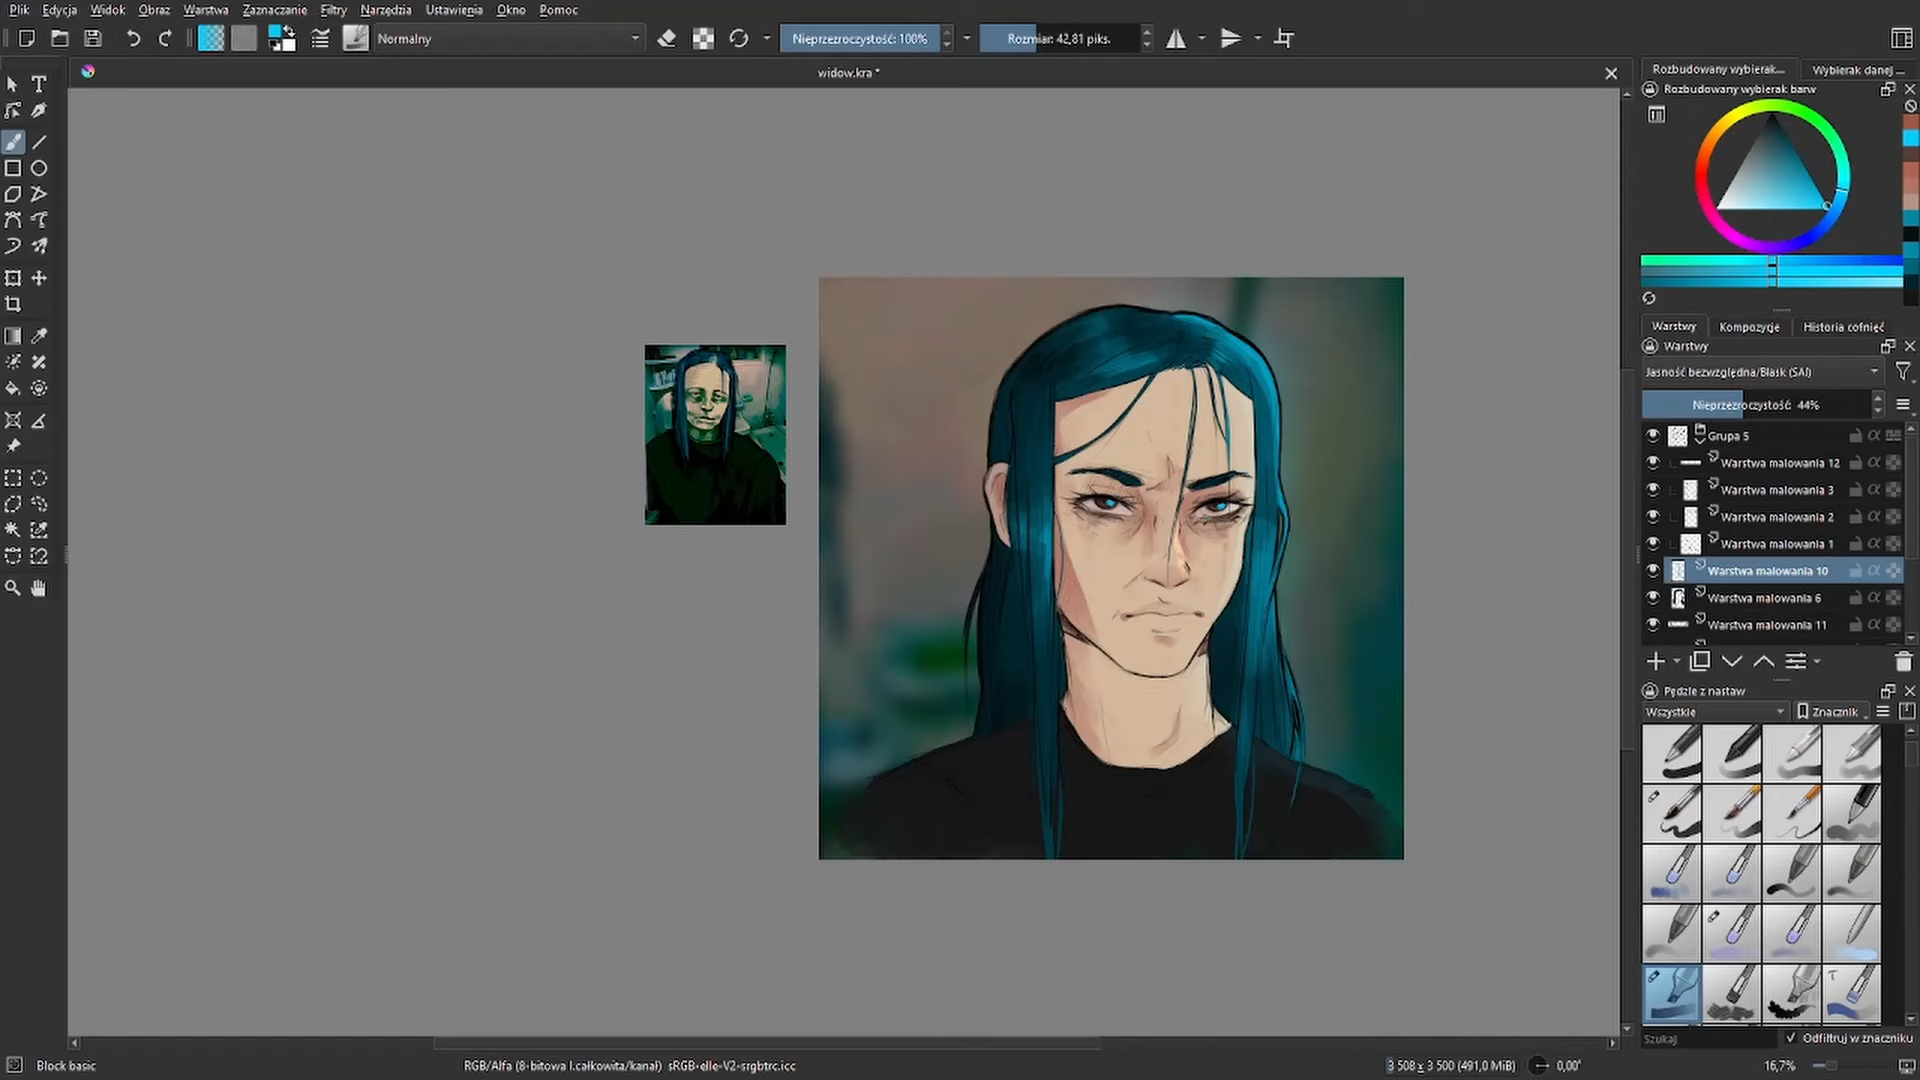 Plik Edycja Widok Obraz Warstwa Zaznaczanie Filtry Narzędzia Ustawienia Okno Pomoc
Normalny Nieprzezroczystość: 100% Rozmiar: 42,81 piks.
widow.kra *
Rozbudowany wybierak... Wybierak danej ...
Rozbudowany wybierak barw
Warstwy Kompozycje Historia cofnięć
Warstwy
Jasność bezwzględna/Blask (SAI)
Nieprzezroczystość: 44%
Grupa 5
Warstwa malowania 12
Warstwa malowania 3
Warstwa malowania 2
Warstwa malowania 1
Warstwa malowania 10
Warstwa malowania 6
Warstwa malowania 11
Pędzle z nastaw
Wszystkie Znacznik
Szukaj Odfiltruj w znaczniku
Block basic RGB/Alfa (8-bitowa l.całkowita/kanał) sRGB-elle-V2-srgbtrc.icc 3 508 x 3 500 (491,0 MiB) 0,00° 16,7%